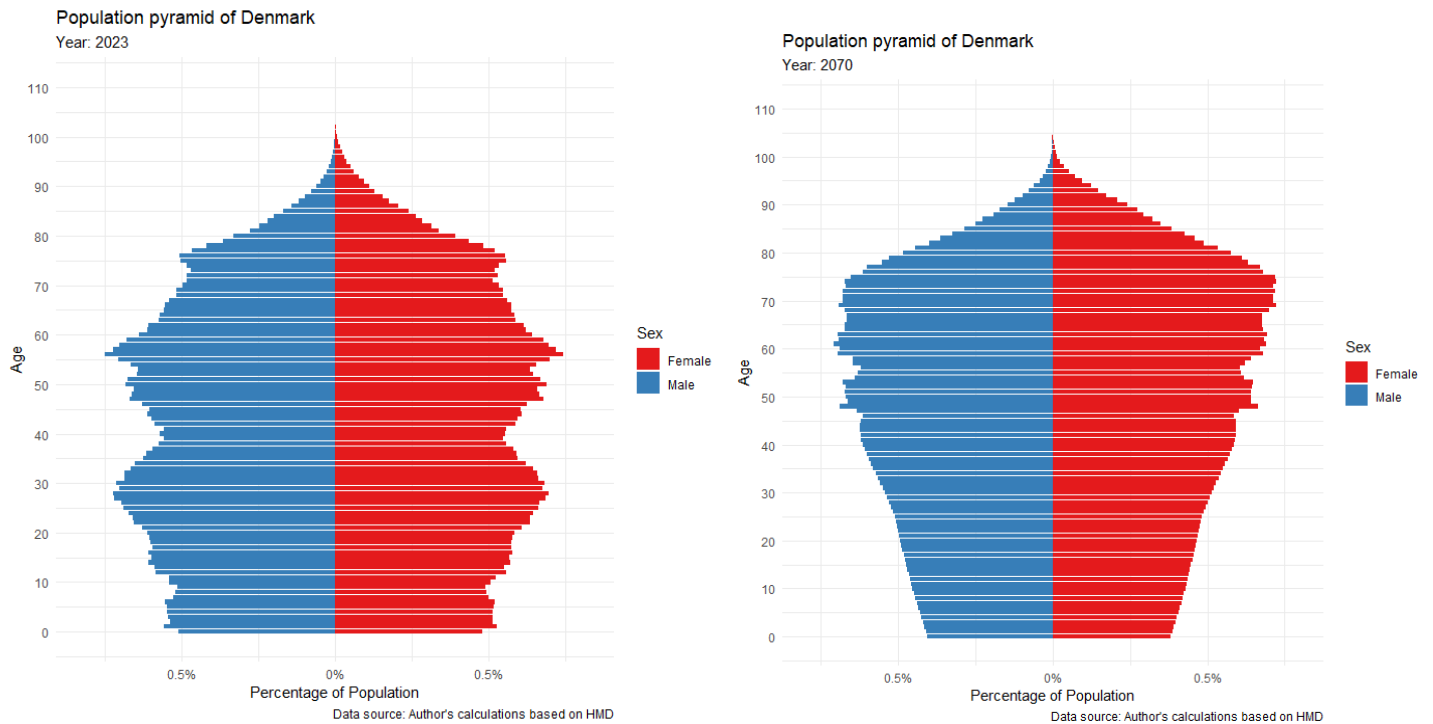 Population pyramid of Denmark
Year: 2023
110
100
90
80
70
60
50
40
30
20
10
0
Age
0.5%
0%
0.5%
Percentage of Population
Data source: Author's calculations based on HMD
Sex
Female
Male
Population pyramid of Denmark
Year: 2070
110
100
90
80
70
60
50
40
30
20
10
0
Age
0.5%
0%
0.5%
Percentage of Population
Data source: Author's calculations based on HMD
Sex
Female
Male